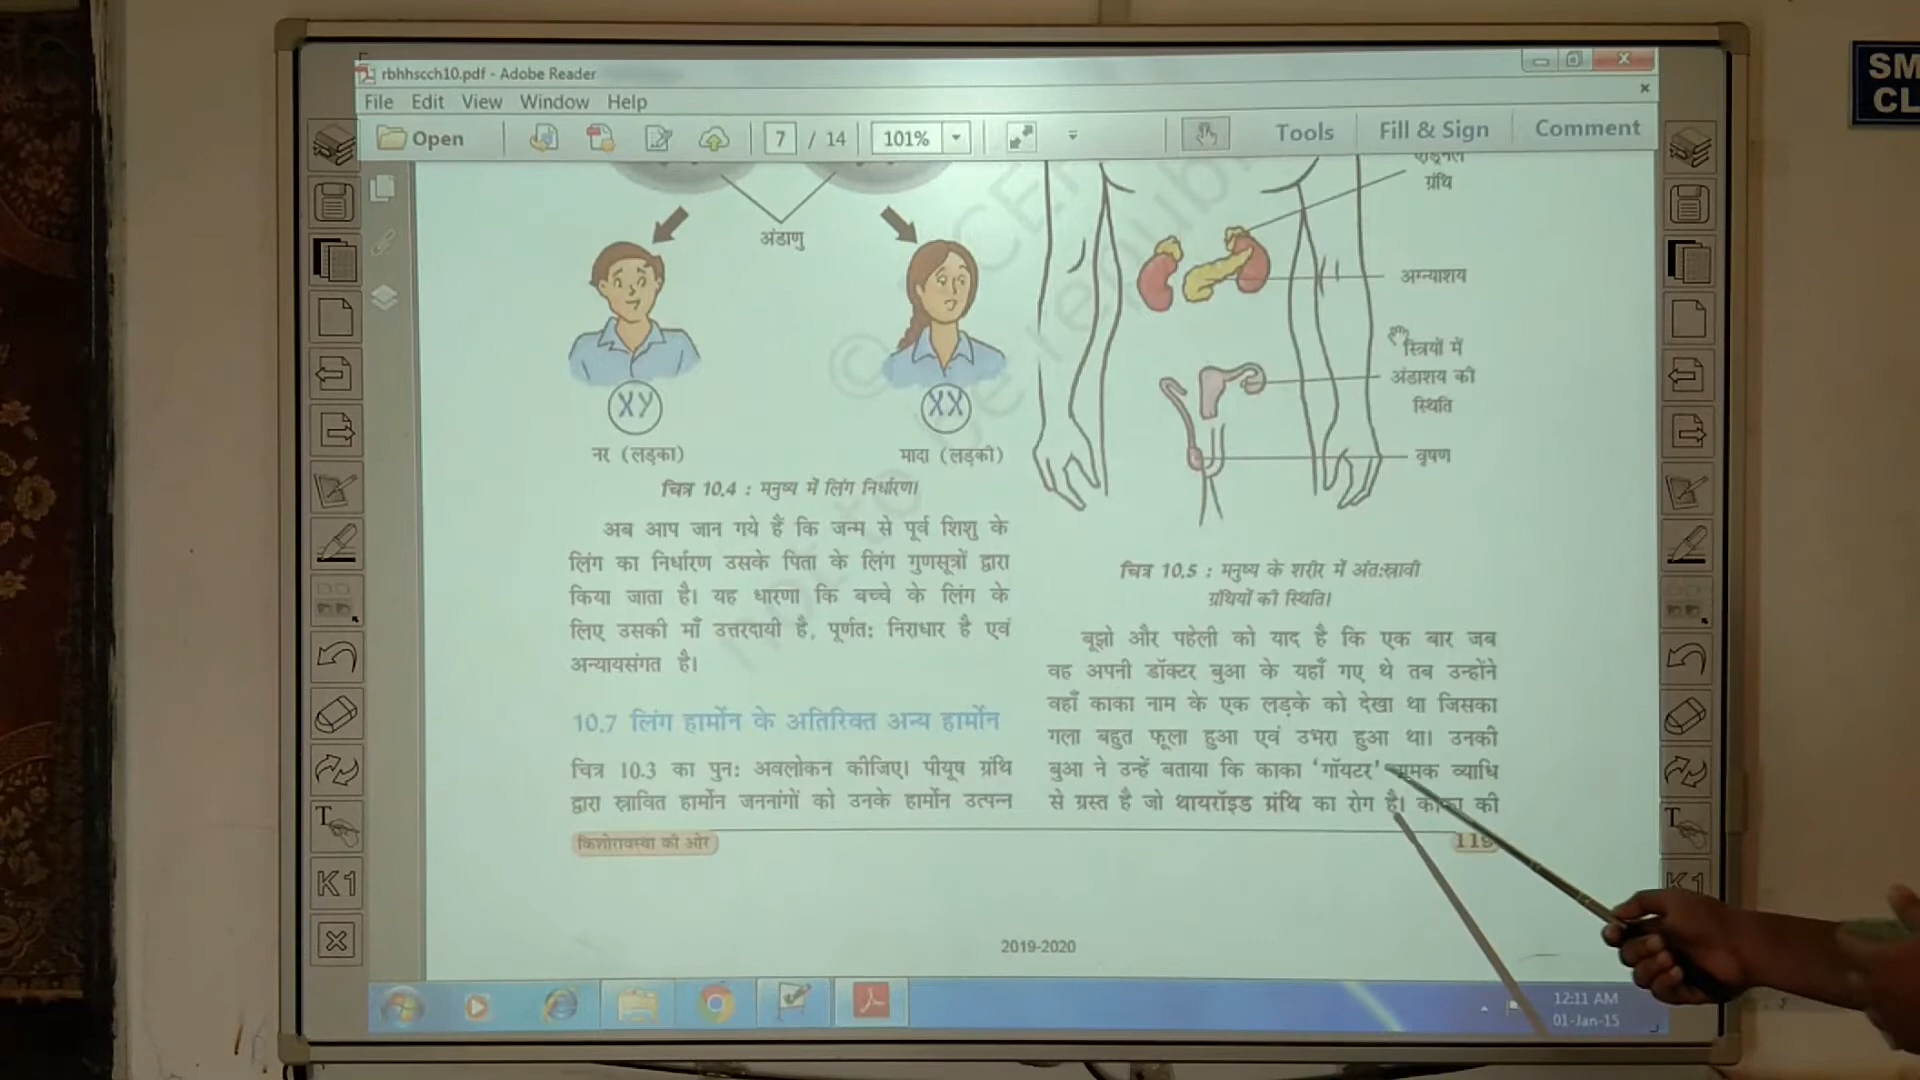 rbhhscch10.pdf - Adobe Reader
File Edit View Window Help
Open 7 / 14 101% Tools Fill & Sign Comment
SM
CL
ग्रंथि
अंडाणु
अग्न्याशय
स्त्रियों में
अंडाशय की
स्थिति
वृषण
XY
XX
नर (लड़का)
मादा (लड़की)
चित्र 10.4 : मनुष्य में लिंग निर्धारण।
अब आप जान गये हैं कि जन्म से पूर्व शिशु के
लिंग का निर्धारण उसके पिता के लिंग गुणसूत्रों द्वारा
किया जाता है। यह धारणा कि बच्चे के लिंग के
लिए उसकी माँ उत्तरदायी है, पूर्णत: निराधार है एवं
अन्यायसंगत है।
10.7 लिंग हार्मोन के अतिरिक्त अन्य हार्मोन
चित्र 10.3 का पुन: अवलोकन कीजिए। पीयूष ग्रंथि
द्वारा स्रावित हार्मोन जननांगों को उनके हार्मोन उत्पन्न
चित्र 10.5 : मनुष्य के शरीर में अंत:स्रावी
ग्रंथियों की स्थिति।
बूझो और पहेली को याद है कि एक बार जब
वह अपनी डॉक्टर बुआ के यहाँ गए थे तब उन्होंने
वहाँ काका नाम के एक लड़के को देखा था जिसका
गला बहुत फूला हुआ एवं उभरा हुआ था। उनकी
बुआ ने उन्हें बताया कि काका 'गॉयटर' नामक व्याधि
से ग्रस्त है जो थायरॉइड ग्रंथि का रोग है। काका की
किशोरावस्था की ओर
119
2019-2020
K1
K1
T
T
12:11 AM
01-Jan-15